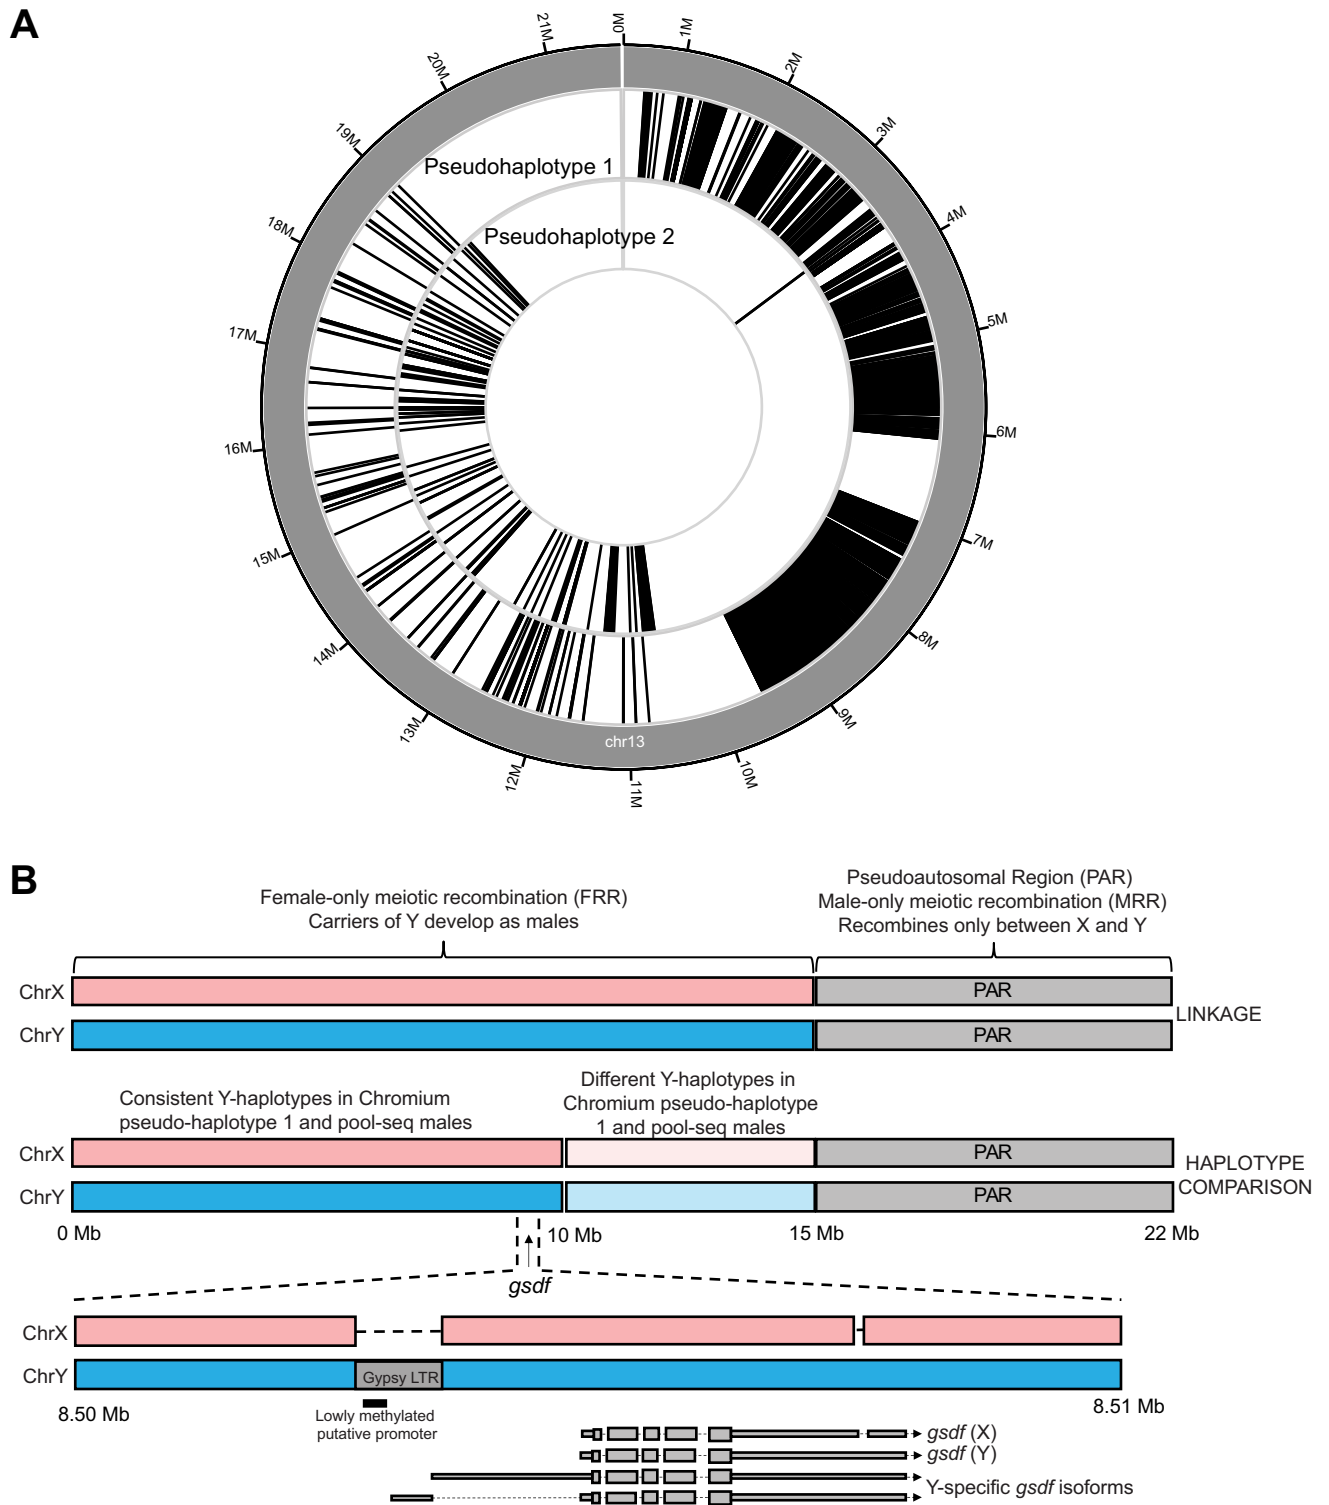 A
0M
1M
2M
3M
4M
5M
6M
7M
8M
9M
10M
11M
12M
13M
14M
15M
16M
17M
18M
19M
20M
21M
Pseudohaplotype 1
Pseudohaplotype 2
chr13
B
Female-only meiotic recombination (FRR)
Carriers of Y develop as males
Pseudoautosomal Region (PAR)
Male-only meiotic recombination (MRR)
Recombines only between X and Y
ChrX
PAR
ChrY
PAR
LINKAGE
Consistent Y-haplotypes in Chromium
pseudo-haplotype 1 and pool-seq males
Different Y-haplotypes in
Chromium pseudo-haplotype
1 and pool-seq males
ChrX
PAR
ChrY
PAR
HAPLOTYPE
COMPARISON
0 Mb
10 Mb
15 Mb
22 Mb
gsdf
ChrX
ChrY
Gypsy LTR
8.50 Mb
8.51 Mb
Lowly methylated
putative promoter
gsdf (X)
gsdf (Y)
Y-specific gsdf isoforms